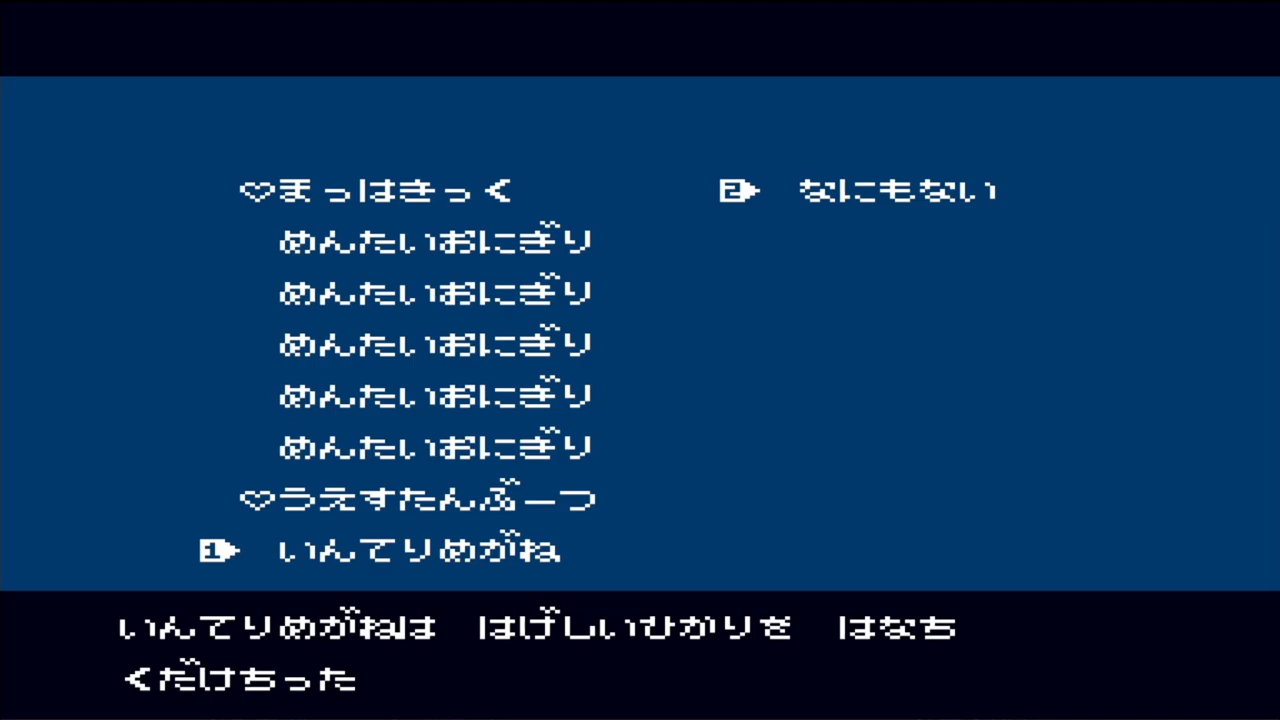 ♡まっはきっく
2 なにもない
めんたいおにぎり
めんたいおにぎり
めんたいおにぎり
めんたいおにぎり
めんたいおにぎり
♡うえすたんぶーつ
1 いんてりめがね
いんてりめがねは はげしいひかりを はなち
くだけちった